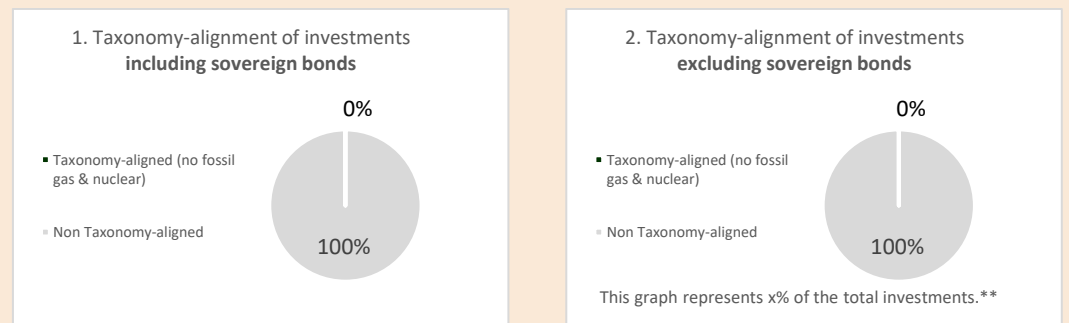 1. Taxonomy-alignment of investments
including sovereign bonds
0%
Taxonomy-aligned (no fossil
gas & nuclear)
Non Taxonomy-aligned
100%
2. Taxonomy-alignment of investments
excluding sovereign bonds
0%
Taxonomy-aligned (no fossil
gas & nuclear)
Non Taxonomy-aligned
100%
This graph represents x% of the total investments.**